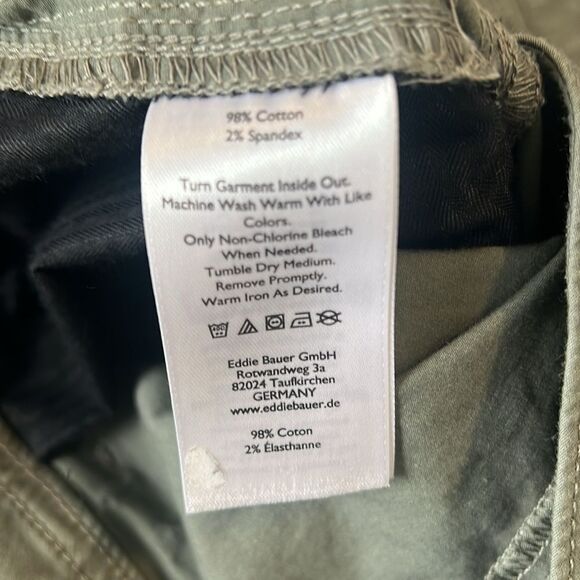 98% Cotton
2% Spandex
Turn Garment Inside Out.
Machine Wash Warm With Like
Colors.
Only Non-Chlorine Bleach
When Needed.
Tumble Dry Medium.
Remove Promptly.
Warm Iron As Desired.
Eddie Bauer GmbH
Rotwandweg 3a
82024 Taufkirchen
GERMANY
www.eddiebauer.de
98% Coton
2% Élasthanne